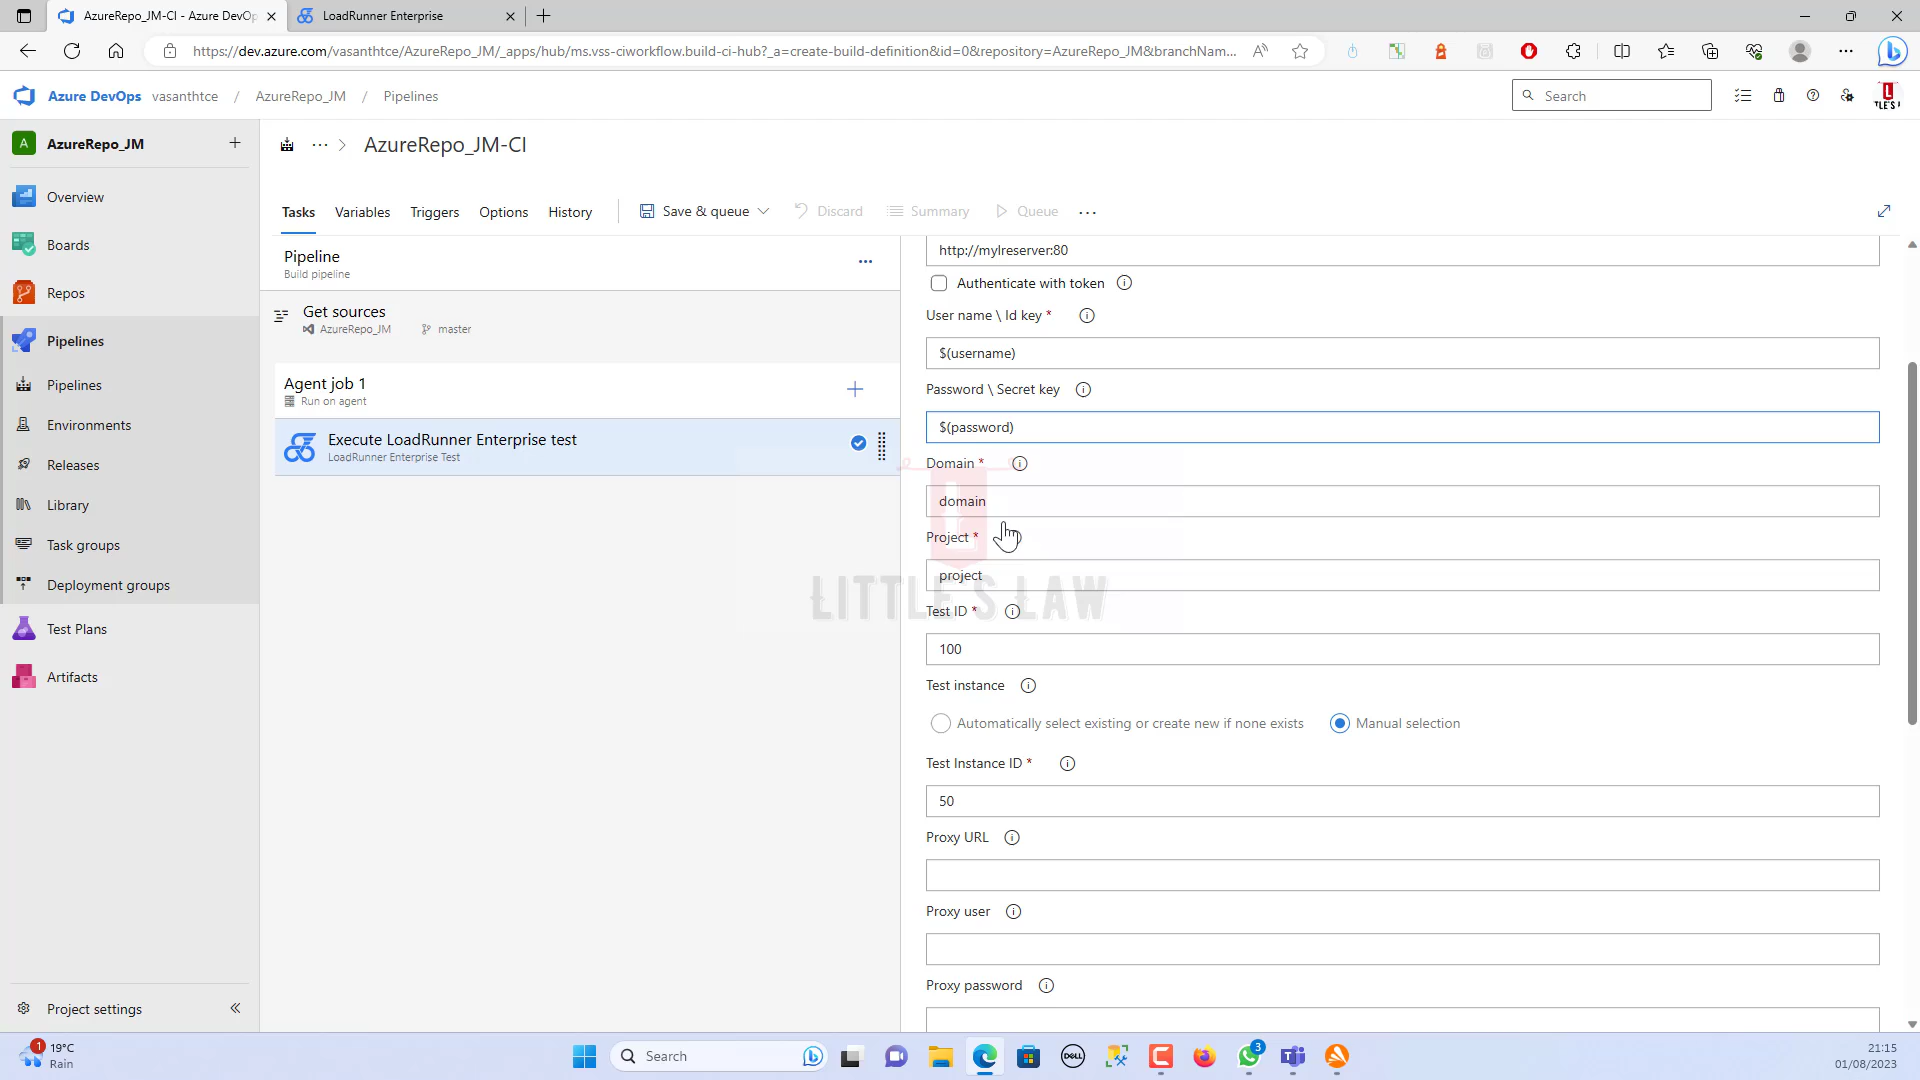 AzureRepo_JM-CI - Azure DevOp
LoadRunner Enterprise
https://dev.azure.com/vasanthtce/AzureRepo_JM/_apps/hub/ms.vss-ciworkflow.build-ci-hub?_a=create-build-definition&id=0&repository=AzureRepo_JM&branchNam...
Azure DevOps vasanthtce / AzureRepo_JM / Pipelines
Search
A AzureRepo_JM
Overview
Boards
Repos
Pipelines
Pipelines
Environments
Releases
Library
Task groups
Deployment groups
Test Plans
Artifacts
Project settings
... > AzureRepo_JM-CI
Tasks Variables Triggers Options History Save & queue Discard Summary Queue ...
Pipeline
Build pipeline
Get sources
AzureRepo_JM master
Agent job 1
Run on agent
Execute LoadRunner Enterprise test
LoadRunner Enterprise Test
http://mylreserver:80
Authenticate with token
User name \ Id key *
$(username)
Password \ Secret key
$(password)
Domain *
domain
Project *
project
Test ID *
100
Test instance
Automatically select existing or create new if none exists Manual selection
Test Instance ID *
50
Proxy URL
Proxy user
Proxy password
LITTLE'S LAW
1
19°C
Rain
Search
DELL
3
21:15
01/08/2023